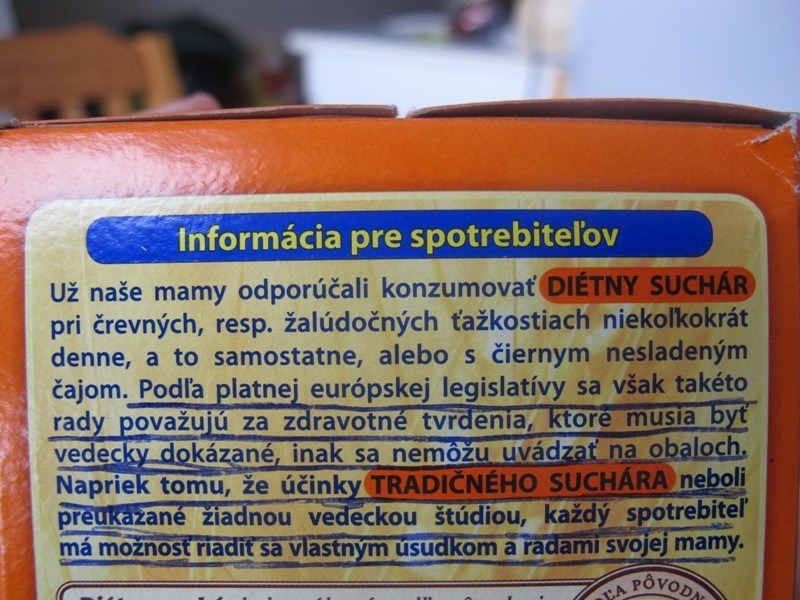 Informácia pre spotrebiteľov
Už naše mamy odporúčali konzumovať DIÉTNY SUCHÁR
pri črevných, resp. žalúdočných ťažkostiach niekoľkokrát
denne, a to samostatne, alebo s čiernym nesladeným
čajom. Podľa platnej európskej legislatívy sa však takéto
rady považujú za zdravotné tvrdenia, ktoré musia byť
vedecky dokázané, inak sa nemôžu uvádzať na obaloch.
Napriek tomu, že účinky TRADIČNÉHO SUCHÁRA neboli
preukázané žiadnou vedeckou štúdiou, každý spotrebiteľ
má možnosť riadiť sa vlastným úsudkom a radami svojej mamy.